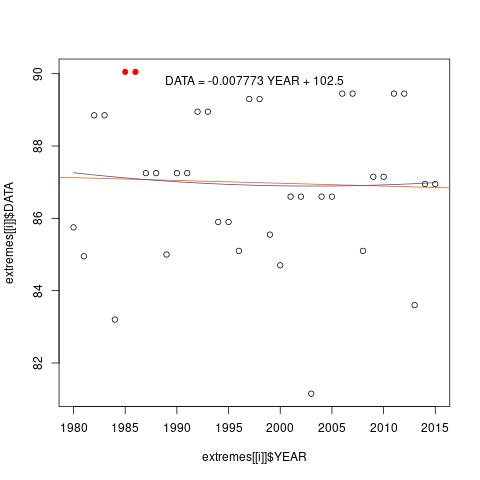 DATA = -0.007773 YEAR + 102.5
90
88
86
84
82
extremes[[i]]$DATA
1980 1985 1990 1995 2000 2005 2010 2015
extremes[[i]]$YEAR